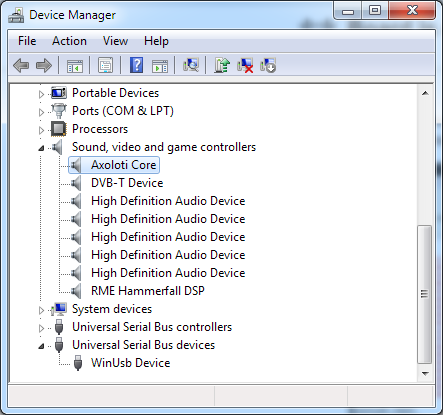 Device Manager
File Action View Help
Portable Devices
Ports (COM & LPT)
Processors
Sound, video and game controllers
Axoloti Core
DVB-T Device
High Definition Audio Device
High Definition Audio Device
High Definition Audio Device
High Definition Audio Device
High Definition Audio Device
RME Hammerfall DSP
System devices
Universal Serial Bus controllers
Universal Serial Bus devices
WinUsb Device